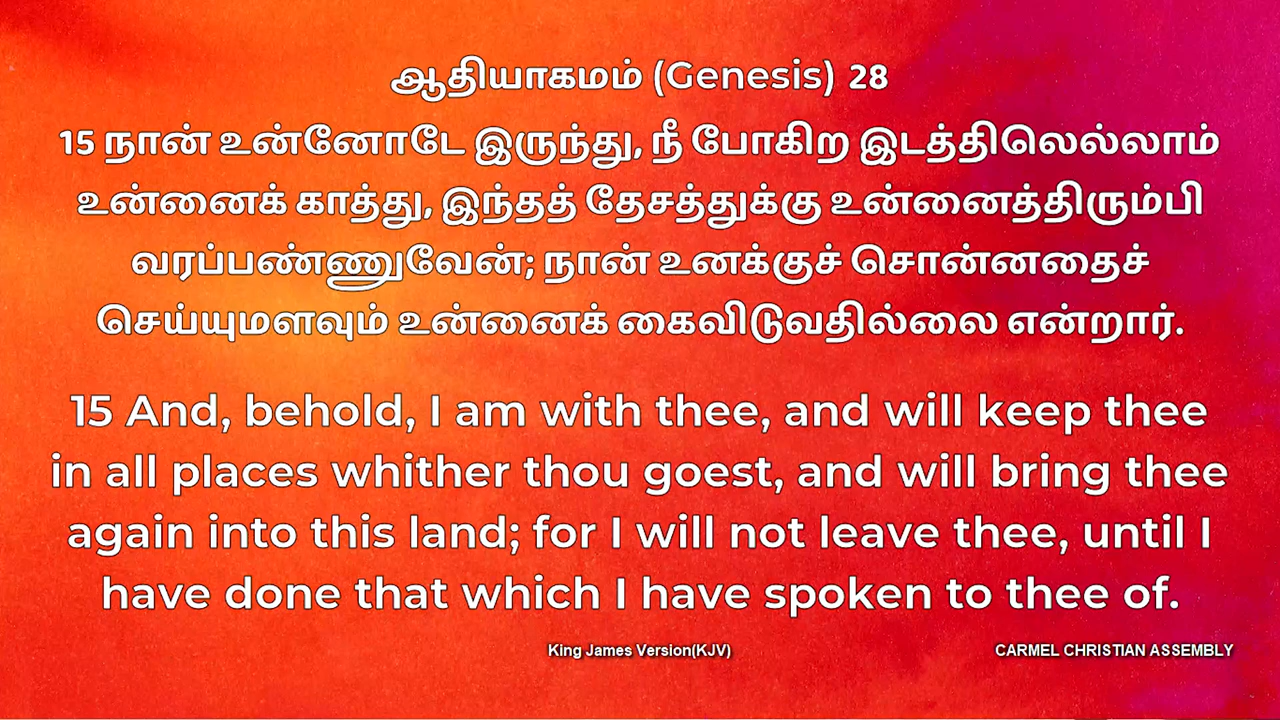 ஆதியாகமம் (Genesis) 28
15 நான் உன்னோடே இருந்து, நீ போகிற இடத்திலெல்லாம்
உன்னைக் காத்து, இந்தத் தேசத்துக்கு உன்னைத்திரும்பி
வரப்பண்ணுவேன்; நான் உனக்குச் சொன்னதைச்
செய்யுமளவும் உன்னைக் கைவிடுவதில்லை என்றார்.
15 And, behold, I am with thee, and will keep thee
in all places whither thou goest, and will bring thee
again into this land; for I will not leave thee, until I
have done that which I have spoken to thee of.
King James Version(KJV)
CARMEL CHRISTIAN ASSEMBLY